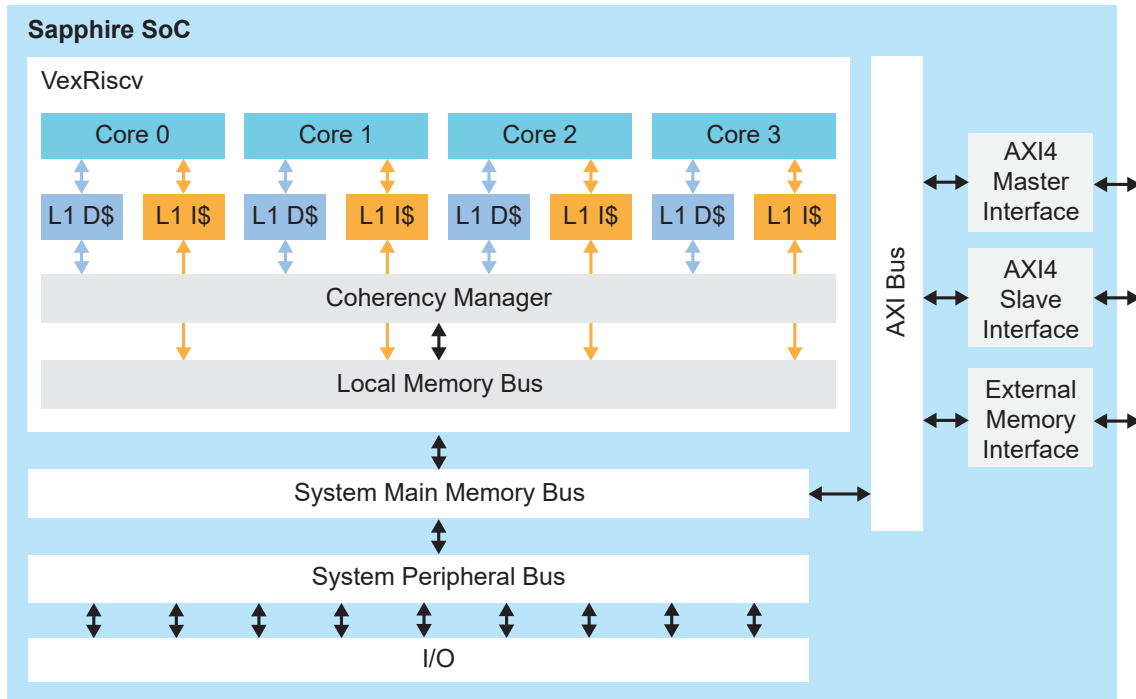 Sapphire SoC
VexRiscv
Core 0
Core 1
Core 2
Core 3
L1 D$
L1 I$
L1 D$
L1 I$
L1 D$
L1 I$
L1 D$
L1 I$
Coherency Manager
Local Memory Bus
System Main Memory Bus
System Peripheral Bus
I/O
AXI Bus
AXI4
Master
Interface
AXI4
Slave
Interface
External
Memory
Interface